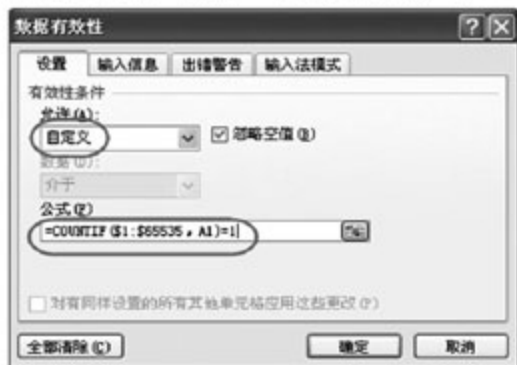 数据有效性
设置 输入信息 出错警告 输入法模式
有效性条件
允许(A):
自定义 忽略空值(B)
数据(D):
介于
公式(F)
=COUNTIF($1:$65535,A1)=1
对有同样设置的所有其他单元格应用这些更改(P)
全部清除(C) 确定 取消